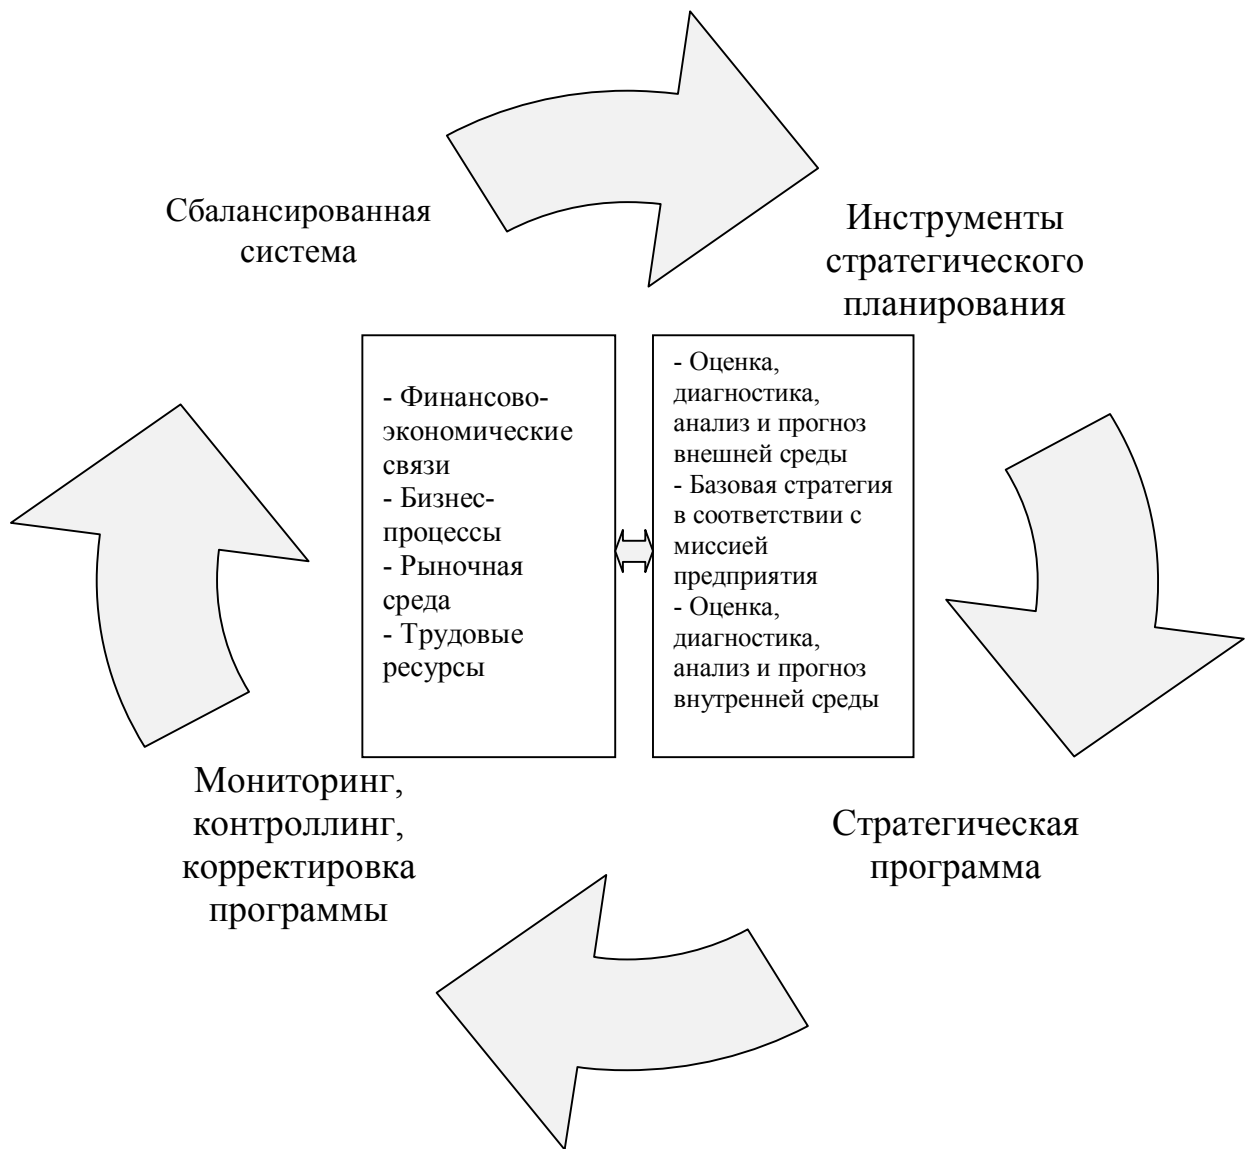 Сбалансированная
система
Инструменты
стратегического
планирования
- Финансово-
экономические
связи
- Бизнес-
процессы
- Рыночная
среда
- Трудовые
ресурсы
- Оценка,
диагностика,
анализ и прогноз
внешней среды
- Базовая стратегия
в соответствии с
миссией
предприятия
- Оценка,
диагностика,
анализ и прогноз
внутренней среды
Мониторинг,
контроллинг,
корректировка
программы
Стратегическая
программа